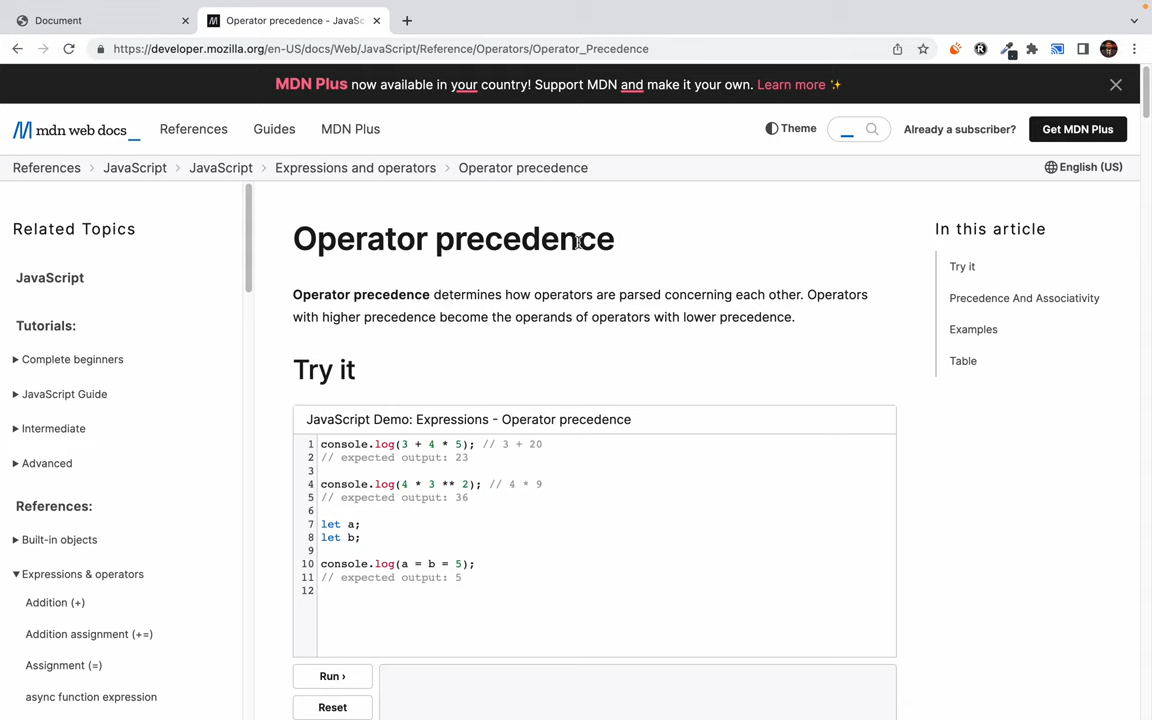 Document
Operator precedence - JavaSc
https://developer.mozilla.org/en-US/docs/Web/JavaScript/Reference/Operators/Operator_Precedence
MDN Plus now available in your country! Support MDN and make it your own. Learn more ✨
mdn web docs_
References
Guides
MDN Plus
Theme
Already a subscriber?
Get MDN Plus
References > JavaScript > JavaScript > Expressions and operators > Operator precedence
English (US)
Related Topics
JavaScript
Tutorials:
Complete beginners
JavaScript Guide
Intermediate
Advanced
References:
Built-in objects
Expressions & operators
Addition (+)
Addition assignment (+=)
Assignment (=)
async function expression
Operator precedence
Operator precedence determines how operators are parsed concerning each other. Operators
with higher precedence become the operands of operators with lower precedence.
Try it
JavaScript Demo: Expressions - Operator precedence
1 console.log(3 + 4 * 5); // 3 + 20
2 // expected output: 23
3
4 console.log(4 * 3 ** 2); // 4 * 9
5 // expected output: 36
6
7 let a;
8 let b;
9
10 console.log(a = b = 5);
11 // expected output: 5
12
Run ›
Reset
In this article
Try it
Precedence And Associativity
Examples
Table